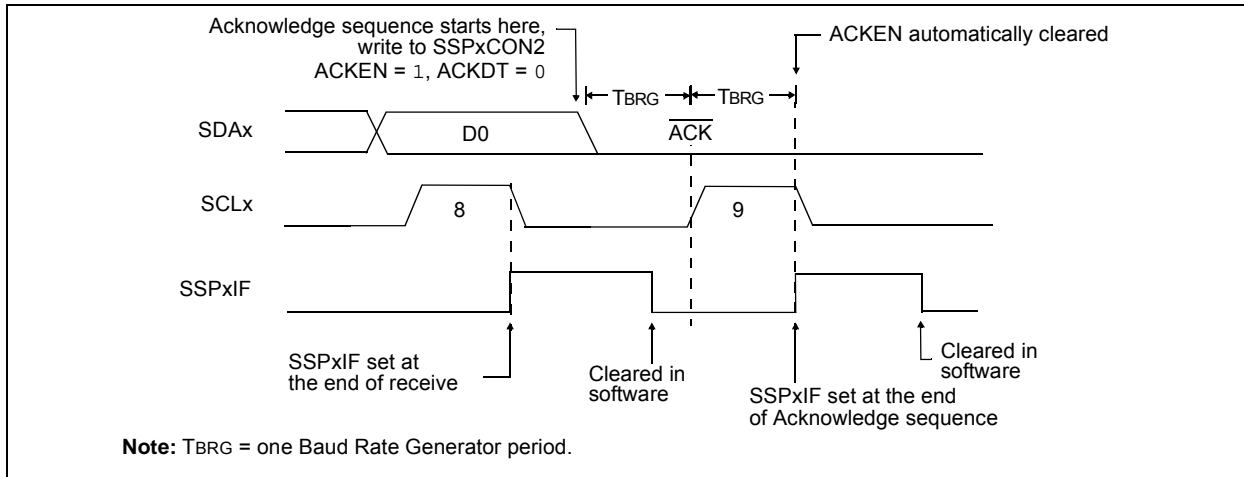 Acknowledge sequence starts here,
write to SSPxCON2
ACKEN = 1, ACKDT = 0
ACKEN automatically cleared
TBRG
TBRG
SDAx
D0
ACK
SCLx
8
9
SSPxIF
SSPxIF set at
the end of receive
Cleared in
software
SSPxIF set at the end
of Acknowledge sequence
Cleared in
software
Note: TBRG = one Baud Rate Generator period.